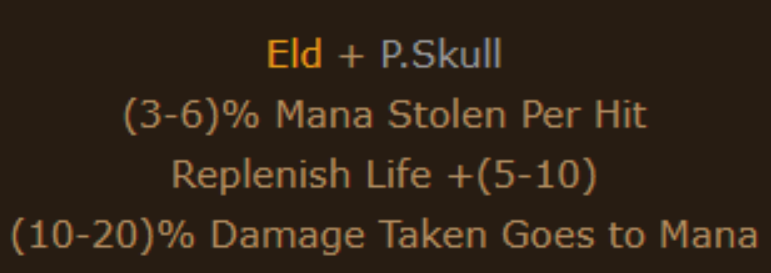 Eld + P.Skull
(3-6)% Mana Stolen Per Hit
Replenish Life +(5-10)
(10-20)% Damage Taken Goes to Mana